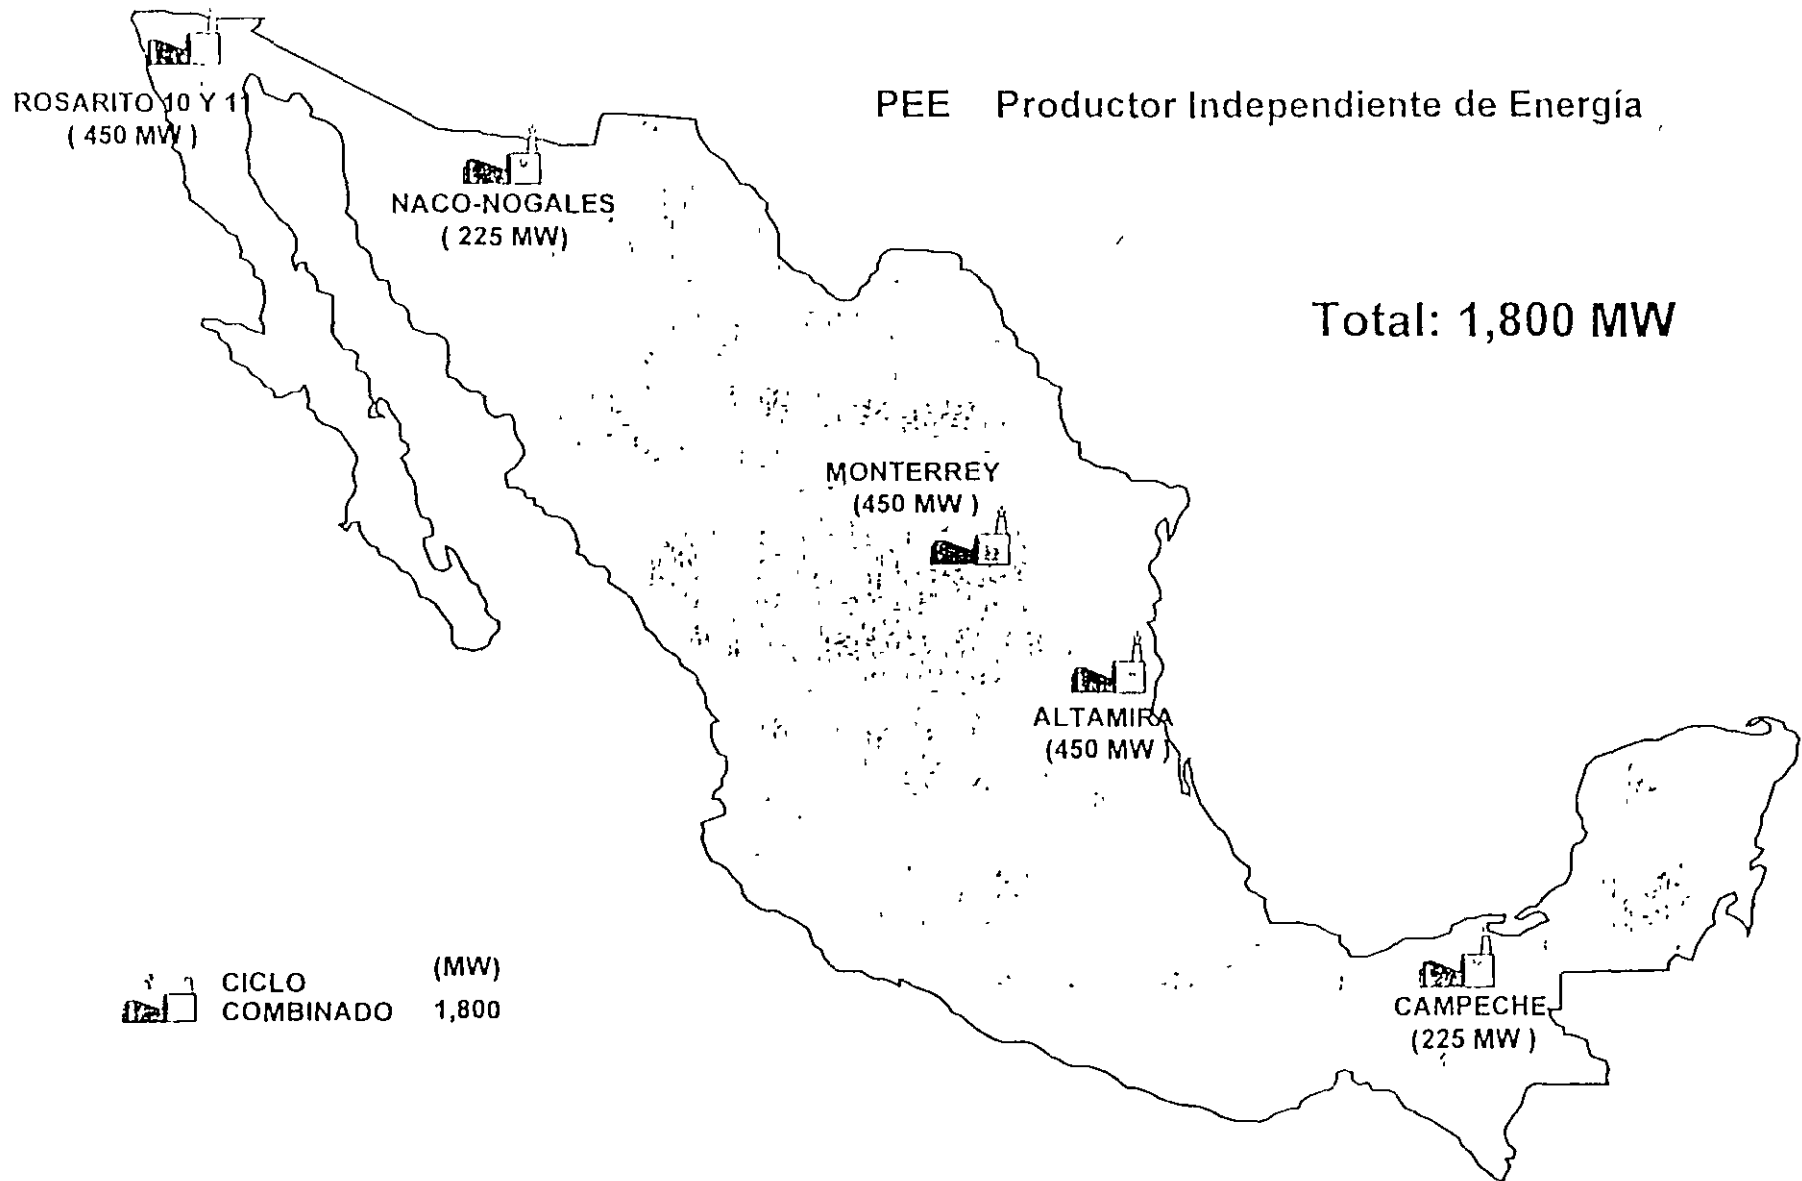 ROSARITO 10 Y 11
( 450 MW )
PEE Productor Independiente de Energía
NACO-NOGALES
( 225 MW)
Total: 1,800 MW
MONTERREY
(450 MW )
ALTAMIRA
(450 MW )
CAMPECHE
(225 MW )
(MW)
CICLO
COMBINADO 1,800